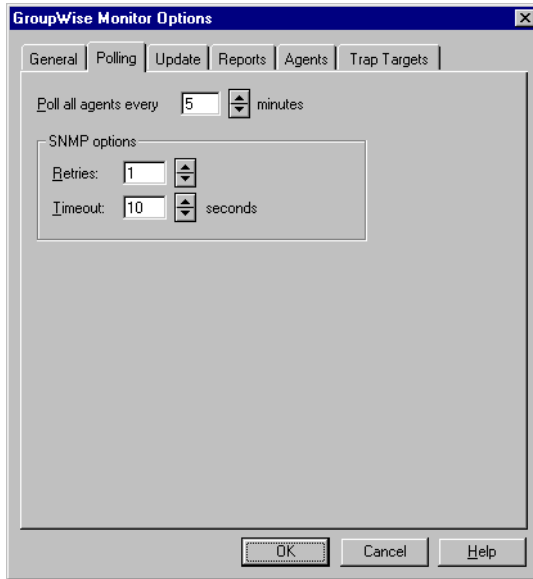 GroupWise Monitor Options
General Polling Update Reports Agents Trap Targets
Poll all agents every 5 minutes
SNMP options
Retries: 1
Timeout: 10 seconds
OK Cancel Help